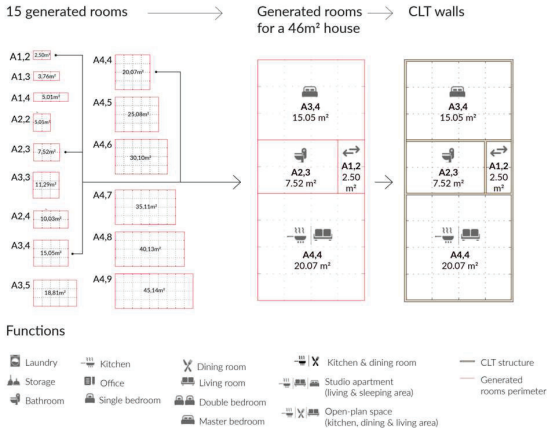 15 generated rooms
Generated rooms
for a 46m² house
CLT walls
A1,2
2,50m²
A1,3
3,76m²
A1,4
5,01m²
A2,2
5,01m²
A2,3
7,52m²
A3,3
11,29m²
A2,4
10,03m²
A3,4
15,05m²
A3,5
18,81m²
A4,4
20,07m²
A4,5
25,08m²
A4,6
30,10m²
A4,7
35,11m²
A4,8
40,13m²
A4,9
45,14m²
A3,4
15.05 m²
A2,3
7.52 m²
A1,2
2.50
m²
A4,4
20.07 m²
A3,4
15.05 m²
A2,3
7.52 m²
A1,2
2.50
m²
A4,4
20.07 m²
Functions
Laundry
Storage
Bathroom
Kitchen
Office
Single bedroom
Dining room
Living room
Double bedroom
Master bedroom
Kitchen & dining room
Studio apartment
(living & sleeping area)
Open-plan space
(kitchen, dining & living area)
CLT structure
Generated
rooms perimeter